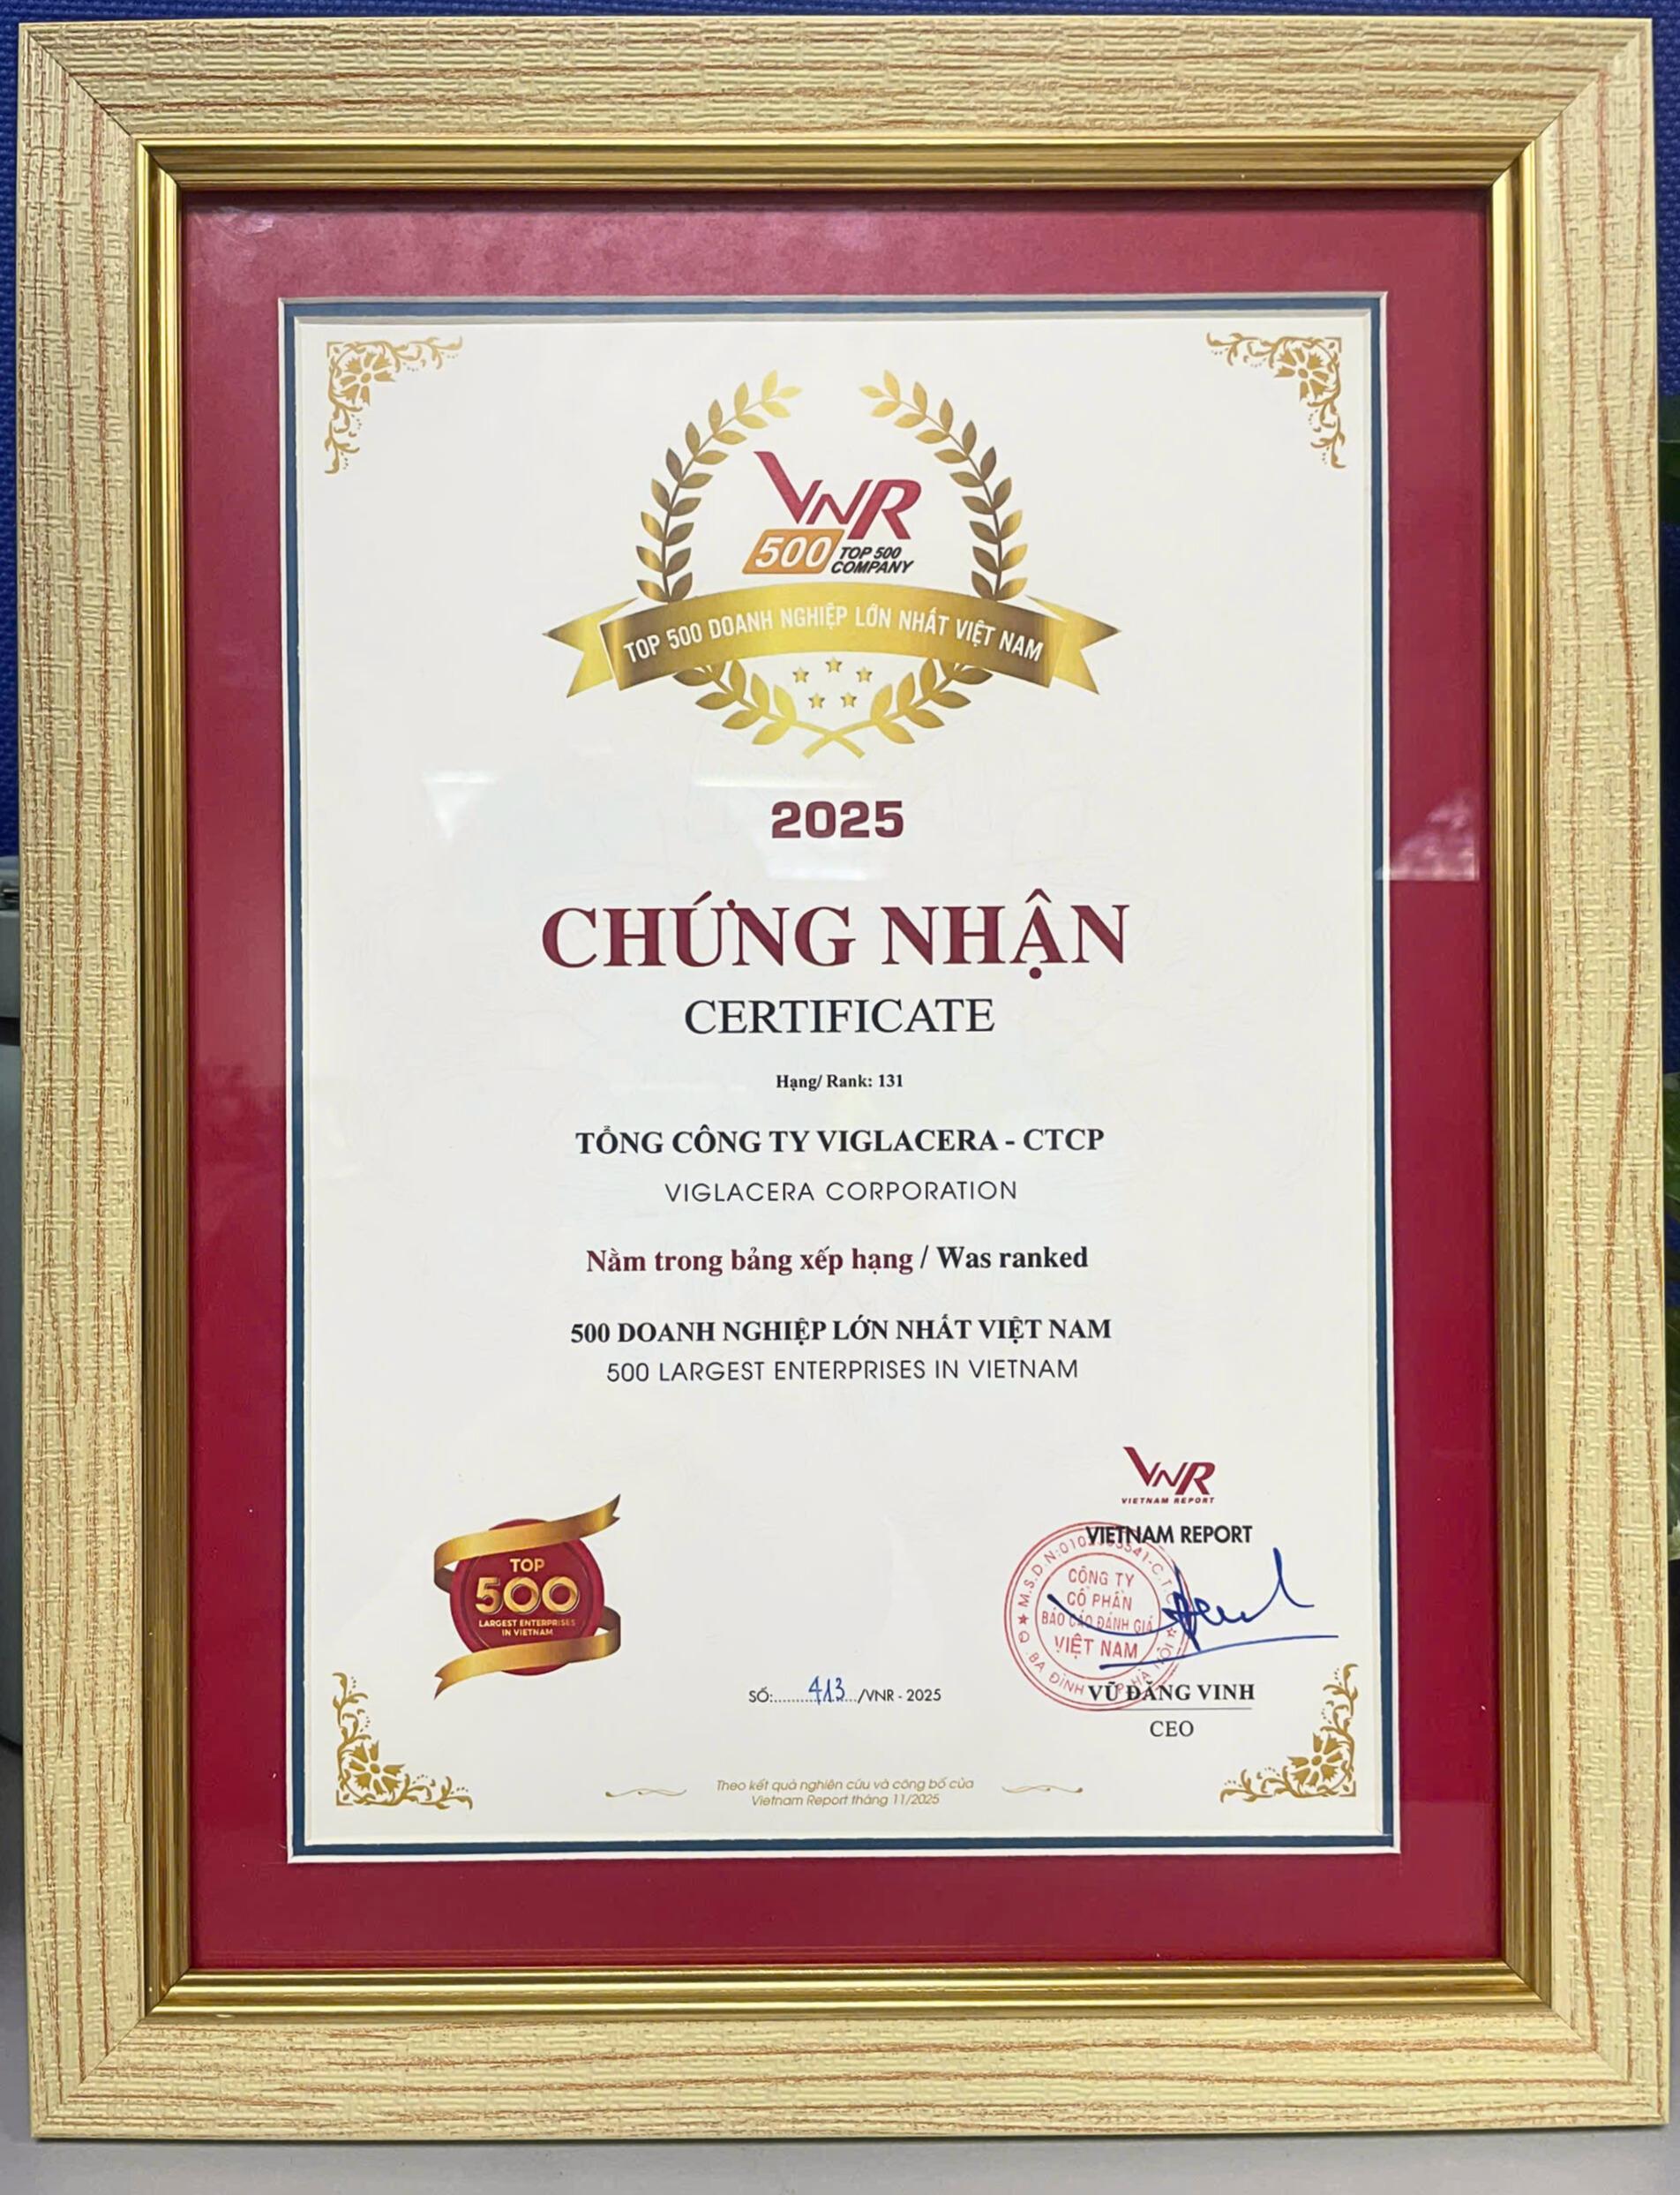 VNR
500 TOP 500
COMPANY
TOP 500 DOANH NGHIỆP LỚN NHẤT VIỆT NAM
2025
CHỨNG NHẬN
CERTIFICATE
Hạng/ Rank: 131
TỔNG CÔNG TY VIGLACERA - CTCP
VIGLACERA CORPORATION
Nằm trong bảng xếp hạng / Was ranked
500 DOANH NGHIỆP LỚN NHẤT VIỆT NAM
500 LARGEST ENTERPRISES IN VIETNAM
VNR
VIETNAM REPORT
VIETNAM REPORT
TOP
500
LARGEST ENTERPRISES
IN VIETNAM
CÔNG TY
CỔ PHẦN
BÁO CÁO ĐÁNH GIÁ
VIỆT NAM
SỐ:.........413.../VNR - 2025
VŨ ĐĂNG VINH
CEO
Theo kết quả nghiên cứu và công bố của
Vietnam Report tháng 11/2025